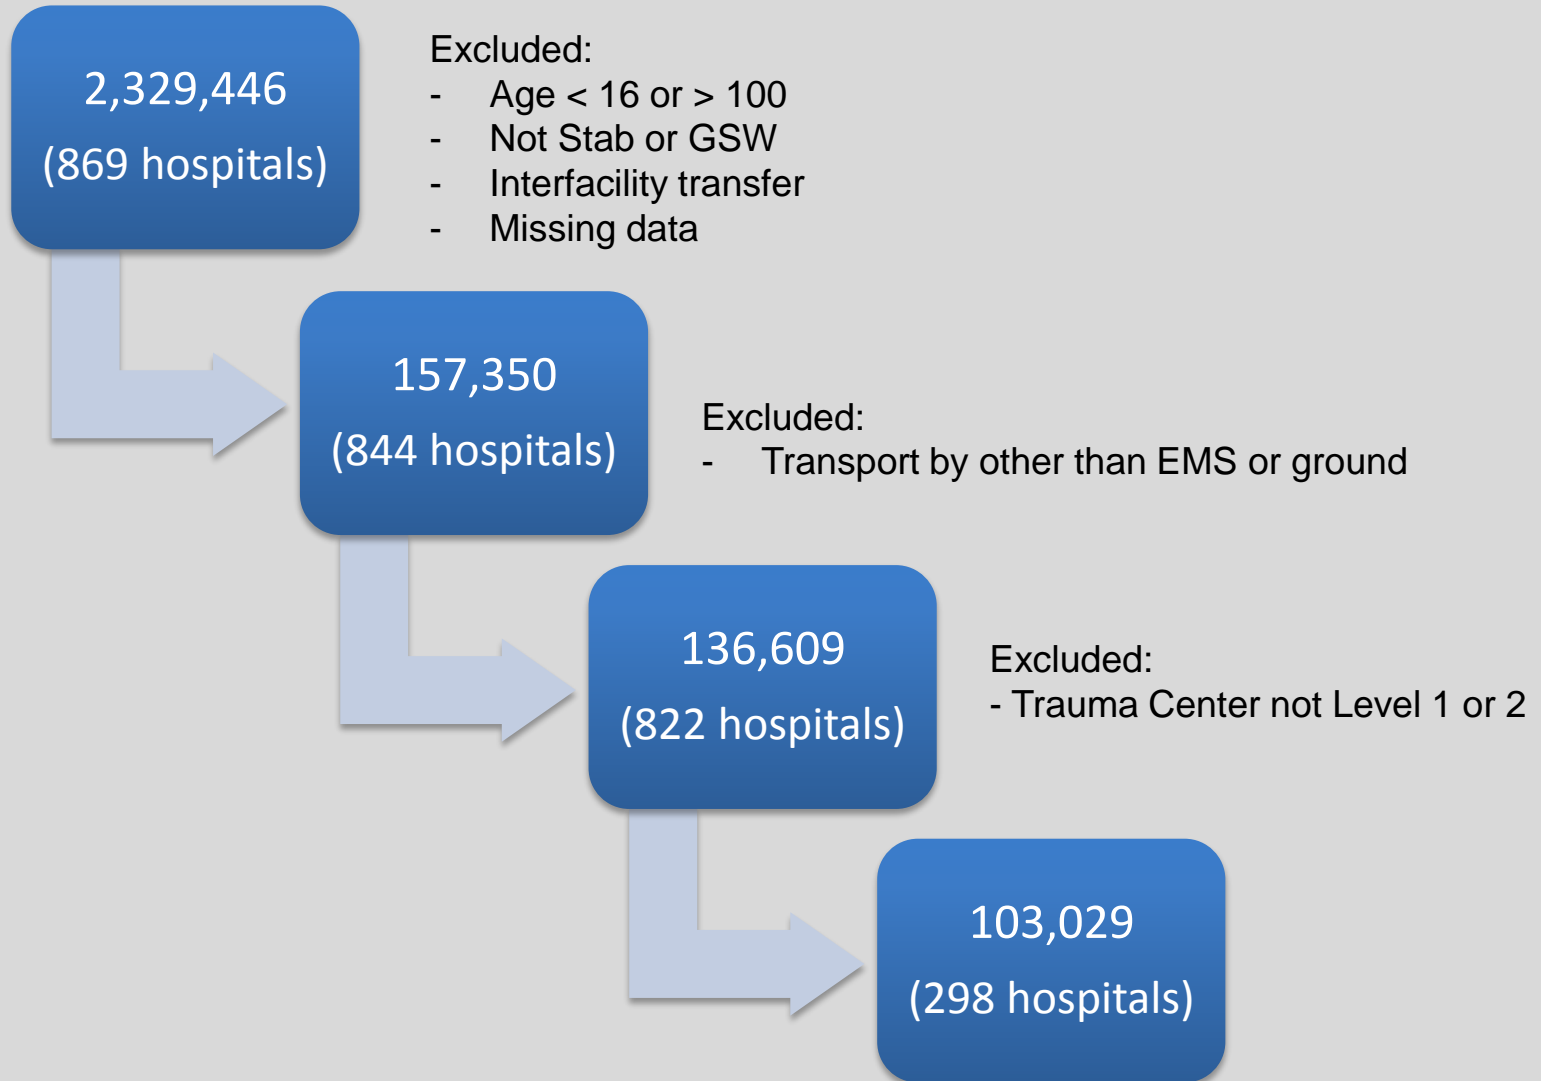 2,329,446
(869 hospitals)
Excluded:
- Age < 16 or > 100
- Not Stab or GSW
- Interfacility transfer
- Missing data
157,350
(844 hospitals)
Excluded:
- Transport by other than EMS or ground
136,609
(822 hospitals)
Excluded:
- Trauma Center not Level 1 or 2
103,029
(298 hospitals)